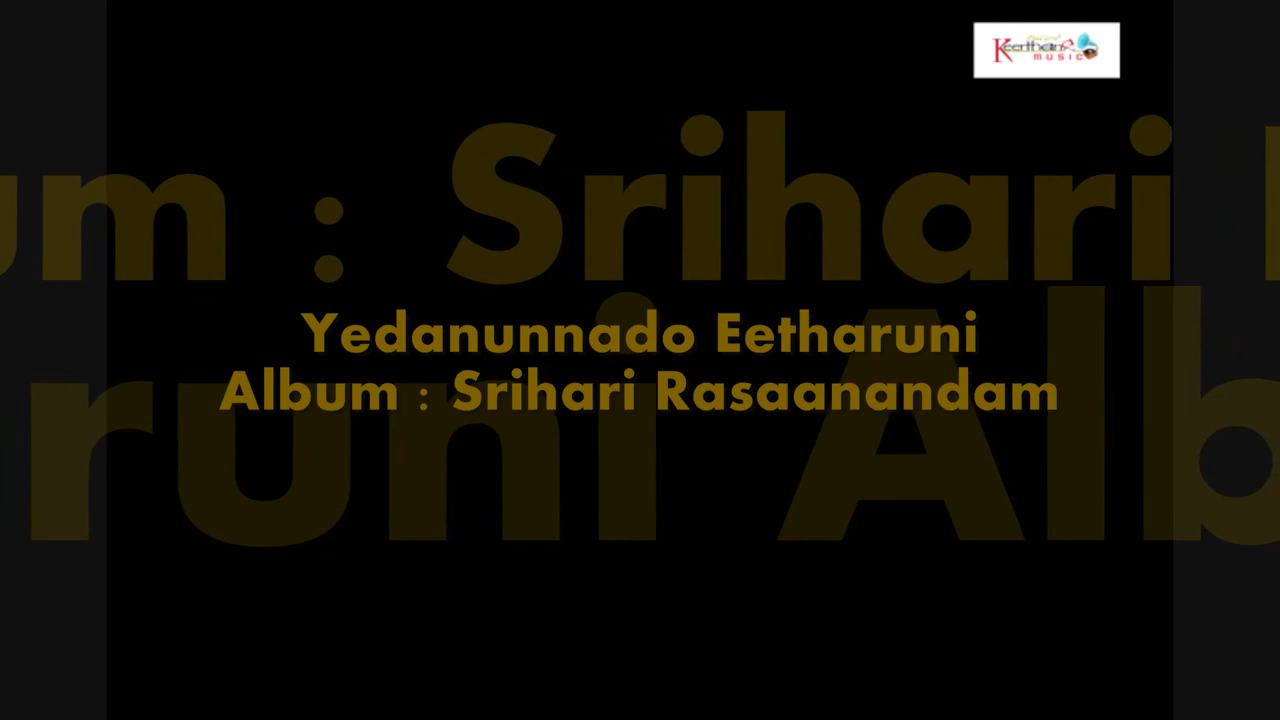 Keerthana
music
um : Srihari
Yedanunnado Eetharuni
Album : Srihari Rasaanandam
runi Alb